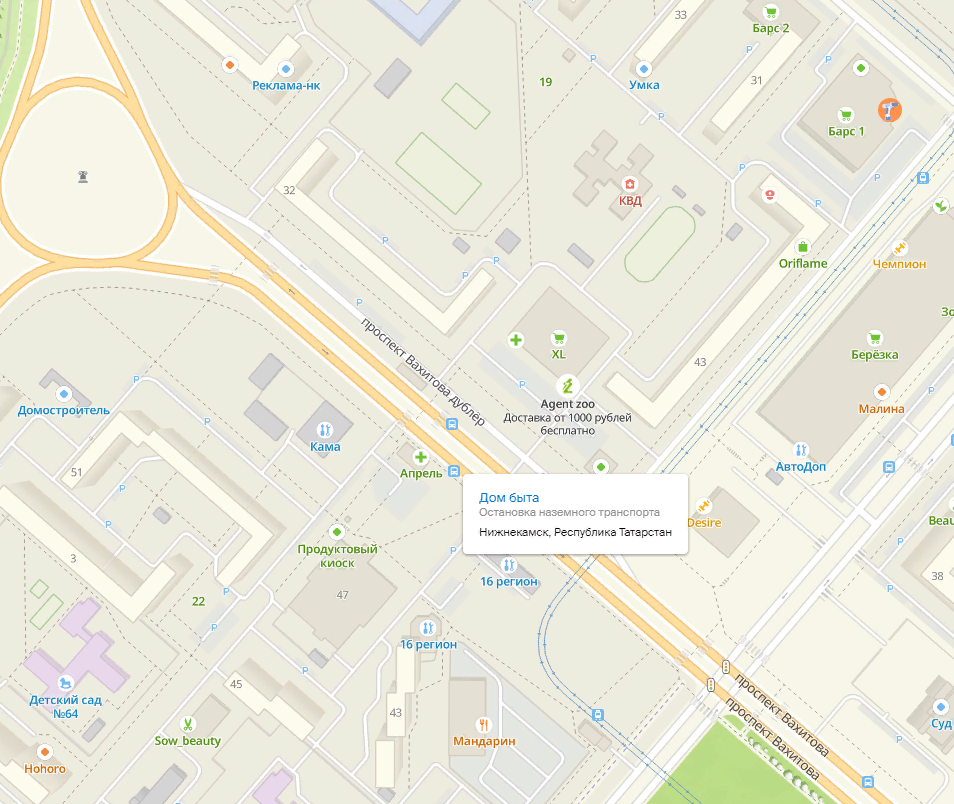 Барс 2
33
Реклама-нк
Умка
19
31
P
P
P
Барс 1
P
P
P
32
КВД
P
P
Oriflame
Чемпион
P
P
P
проспект Вахитова дублёр
XL
43
Берёзка
P
Agent zoo
Доставка от 1000 рублей
бесплатно
P
Малина
Домостроитель
Кама
51
Апрель
АвтоДоп
P
Дом быта
Остановка наземного транспорта
Нижнекамск, Республика Татарстан
Desire
Продуктовый
киоск
3
P
16 регион
38
P
22
47
P
16 регион
P
45
Детский сад
№64
43
Мандарин
Sow_beauty
Hohoro
проспект Вахитова
проспект Вахитова
Суд